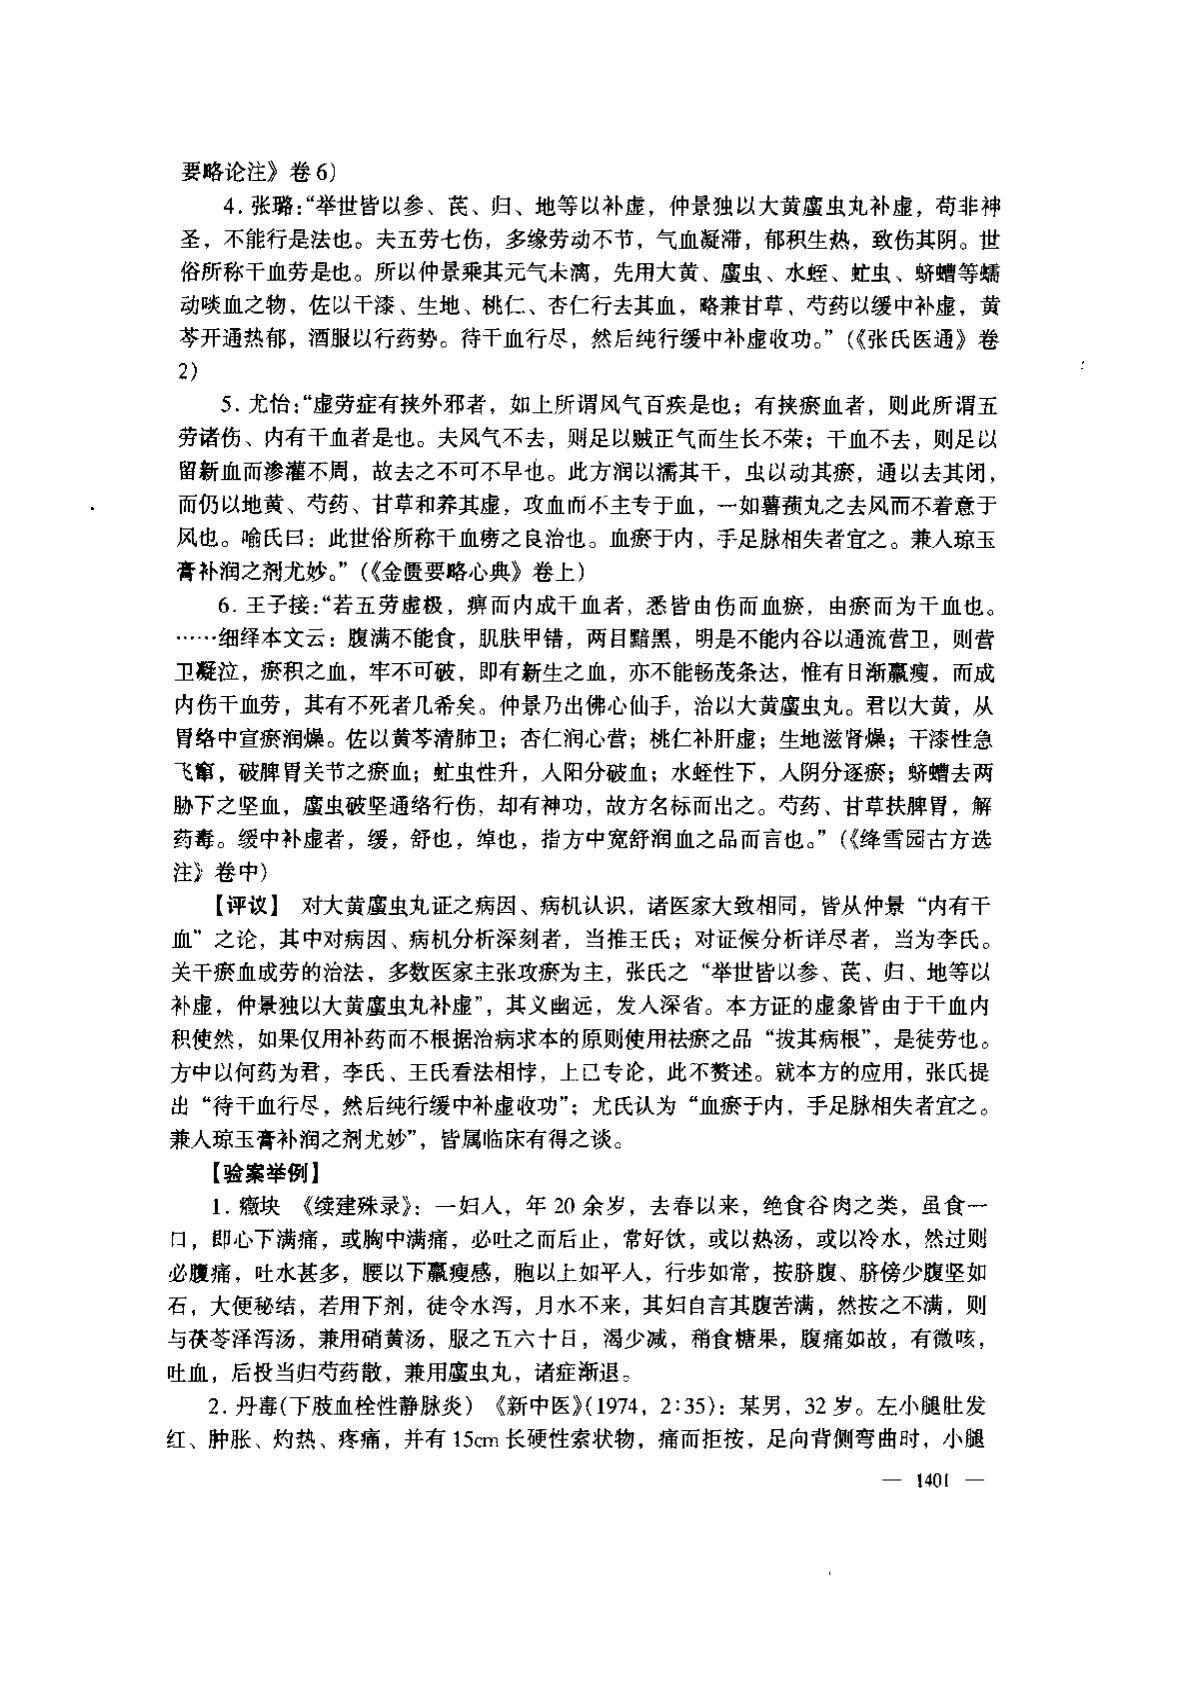 要略论注》卷6)
4. 张璐:“举世皆以参、芪、归、地等以补虚，仲景独以大黄䗪虫丸补虚，苟非神
圣，不能行是法也。夫五劳七伤，多缘劳动不节，气血凝滞，郁积生热，致伤其阴。世
俗所称干血劳是也。所以仲景乘其元气未漓，先用大黄、䗪虫、水蛭、虻虫、蛴螬等蠕
动啖血之物，佐以干漆、生地、桃仁、杏仁行去其血，略兼甘草、芍药以缓中补虚，黄
芩开通热郁，酒服以行药势。待干血行尽，然后纯行缓中补虚收功。”(《张氏医通》卷
2)
5. 尤怡:“虚劳症有挟外邪者，如上所谓风气百疾是也；有挟瘀血者，则此所谓五
劳诸伤、内有干血者是也。夫风气不去，则足以贼正气而生长不荣；干血不去，则足以
留新血而渗灌不周，故去之不可不早也。此方润以濡其干，虫以动其瘀，通以去其闭，
而仍以地黄、芍药、甘草和养其虚，攻血而不主专于血，一如薯蓣丸之去风而不着意于
风也。喻氏曰：此世俗所称干血痨之良治也。血瘀于内，手足脉相失者宜之。兼人琼玉
膏补润之剂尤妙。”(《金匮要略心典》卷上)
6. 王子接:“若五劳虚极，痹而内成干血者，悉皆由伤而血瘀，由瘀而为干血也。
……细绎本文云：腹满不能食，肌肤甲错，两目黯黑，明是不能内谷以通流营卫，则营
卫凝泣，瘀积之血，牢不可破，即有新生之血，亦不能畅茂条达，惟有日渐羸瘦，而成
内伤干血劳，其有不死者几希矣。仲景乃出佛心仙手，治以大黄䗪虫丸。君以大黄，从
胃络中宣瘀润燥。佐以黄芩清肺卫；杏仁润心营；桃仁补肝虚；生地滋肾燥；干漆性急
飞窜，破脾胃关节之瘀血；虻虫性升，人阳分破血；水蛭性下，人阴分逐瘀；蛴螬去两
胁下之坚血，䗪虫破坚通络行伤，却有神功，故方名标而出之。芍药、甘草扶脾胃，解
药毒。缓中补虚者，缓，舒也，绰也，指方中宽舒润血之品而言也。”(《绛雪园古方选
注》卷中)
【评议】 对大黄䗪虫丸证之病因、病机认识，诸医家大致相同，皆从仲景“内有干
血”之论，其中对病因、病机分析深刻者，当推王氏；对证候分析详尽者，当为李氏。
关干瘀血成劳的治法，多数医家主张攻瘀为主，张氏之“举世皆以参、芪、归、地等以
补虚，仲景独以大黄䗪虫丸补虚”，其义幽远，发人深省。本方证的虚象皆由于干血内
积使然，如果仅用补药而不根据治病求本的原则使用祛瘀之品“拔其病根”，是徒劳也。
方中以何药为君，李氏、王氏看法相悖，上已专论，此不赘述。就本方的应用，张氏提
出“待干血行尽，然后纯行缓中补虚收功”；尤氏认为“血瘀于内，手足脉相失者宜之。
兼人琼玉膏补润之剂尤妙”，皆属临床有得之谈。
【验案举例】
1. 癥块 《续建殊录》：一妇人，年20余岁，去春以来，绝食谷肉之类，虽食一
口，即心下满痛，或胸中满痛，必吐之而后止，常好饮，或以热汤，或以冷水，然过则
必腹痛，吐水甚多，腰以下羸瘦感，胞以上如平人，行步如常，按脐腹、脐傍少腹坚如
石，大便秘结，若用下剂，徒令水泻，月水不来，其妇自言其腹苦满，然按之不满，则
与茯苓泽泻汤，兼用硝黄汤，服之五六十日，渴少减，稍食糖果，腹痛如故，有微咳，
吐血，后投当归芍药散，兼用䗪虫丸，诸症渐退。
2. 丹毒(下肢血栓性静脉炎) 《新中医》(1974，2:35)：某男，32岁。左小腿肚发
红、肿胀、灼热、疼痛，并有15cm长硬性索状物，痛而拒按，足向背侧弯曲时，小腿
— 1401 —